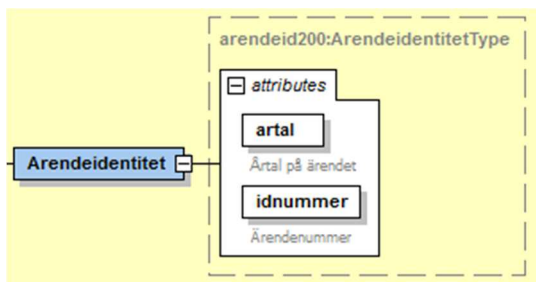 arendeid200:ArendeidentitetType
attributes
artal
Årtal på ärendet
Arendeidentitet
idnummer
Ärendenummer